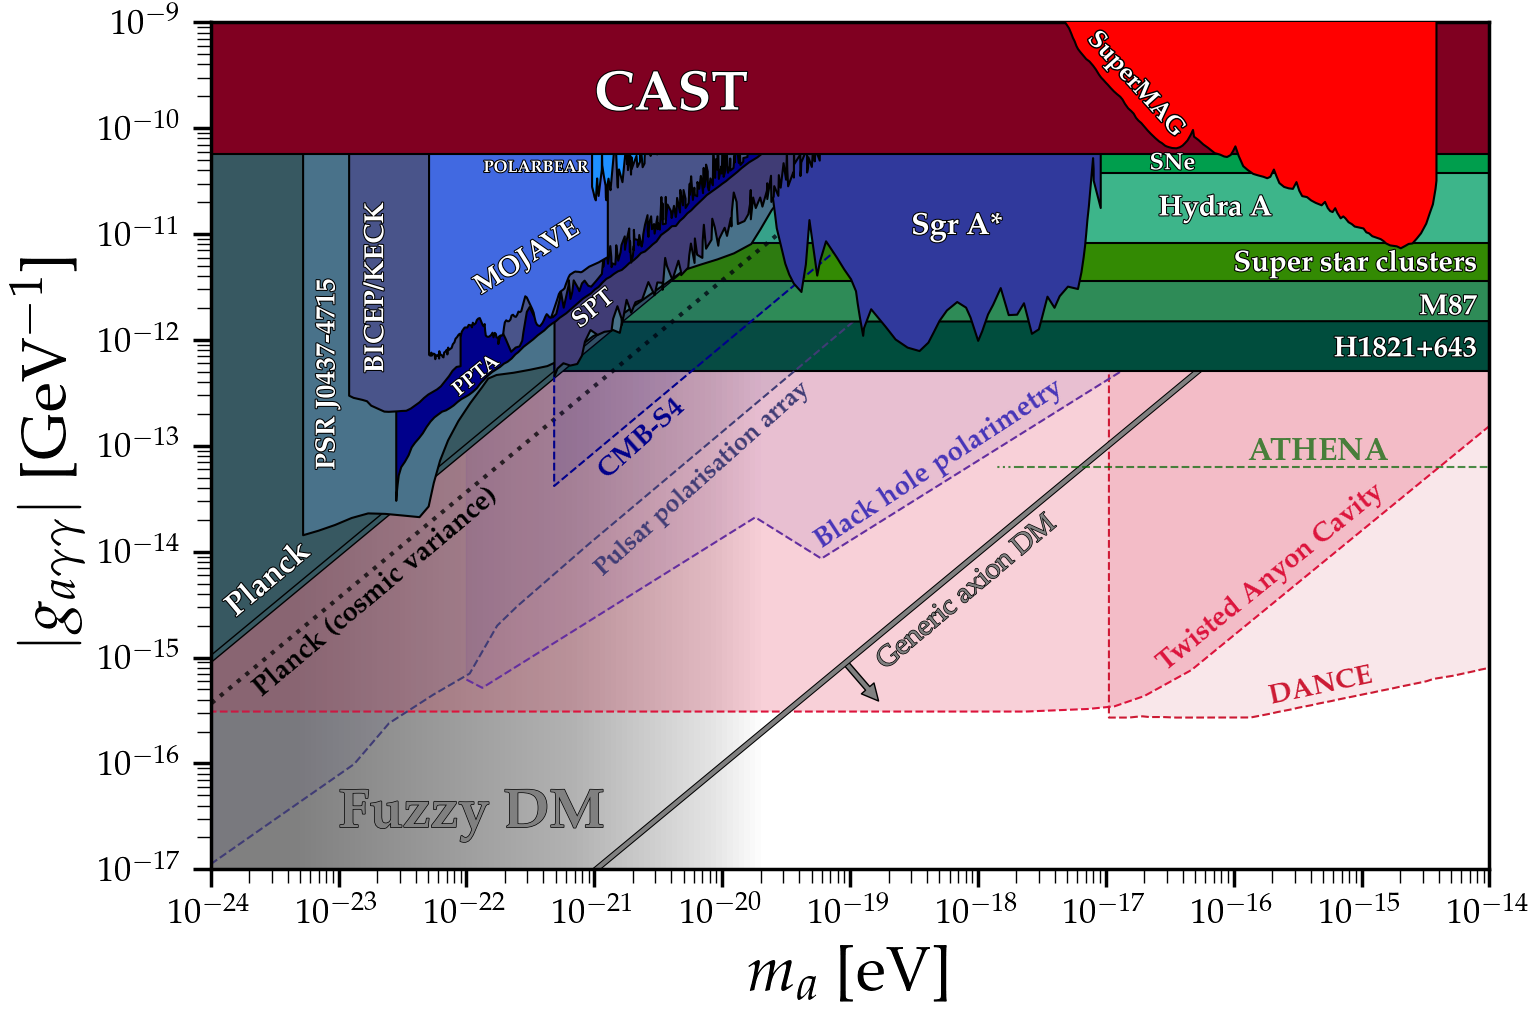 10⁻⁹
10⁻¹⁰
10⁻¹¹
10⁻¹²
10⁻¹³
10⁻¹⁴
10⁻¹⁵
10⁻¹⁶
10⁻¹⁷
|g_{aγγ}| [GeV⁻¹]
CAST
SuperMAG
POLARBEAR
SNe
MOJAVE
BICEP/KECK
Hydra A
Sgr A*
Super star clusters
PSR J0437-4715
SPT
M87
PPTA
H1821+643
CMB-S4
Pulsar polarisation array
Black hole polarimetry
ATHENA
Planck
Planck (cosmic variance)
Generic axion DM
Twisted Anyon Cavity
DANCE
Fuzzy DM
10⁻²⁴ 10⁻²³ 10⁻²² 10⁻²¹ 10⁻²⁰ 10⁻¹⁹ 10⁻¹⁸ 10⁻¹⁷ 10⁻¹⁶ 10⁻¹⁵ 10⁻¹⁴
mₐ [eV]